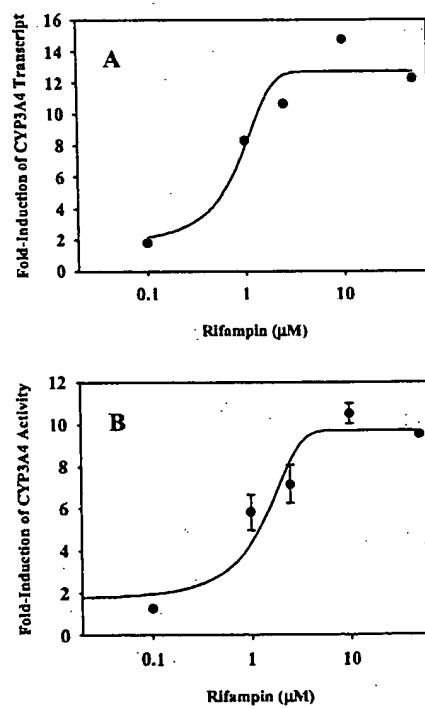 Fold-Induction of CYP3A4 Transcript
A
16
14
12
10
8
6
4
2
0
0.1 1 10
Rifampin (μM)
Fold-Induction of CYP3A4 Activity
B
12
10
8
6
4
2
0
0.1 1 10
Rifampin (μM)